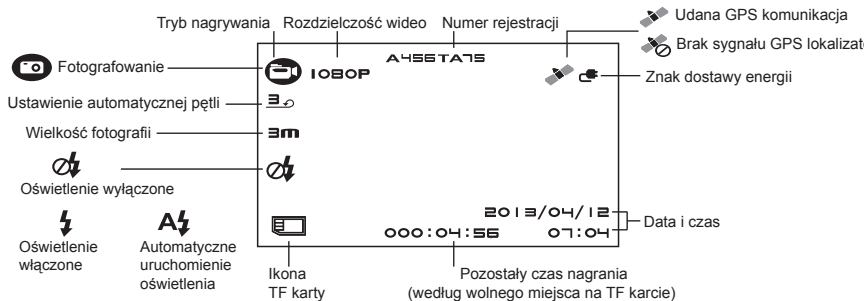 Tryb nagrywania Rozdzielczość wideo Numer rejestracji
Udana GPS komunikacja
Brak sygnału GPS lokalizat
Fotografowanie
1080P
A456TA75
Znak dostawy energii
Ustawienie automatycznej pętli
3
Wielkość fotografii
3m
Oświetlenie wyłączone
Oświetlenie
włączone
A
Automatyczne
uruchomienie
oświetlenia
2013/04/12
000:04:56
07:04
Data i czas
Ikona
TF karty
Pozostały czas nagrania
(według wolnego miejsca na TF karcie)